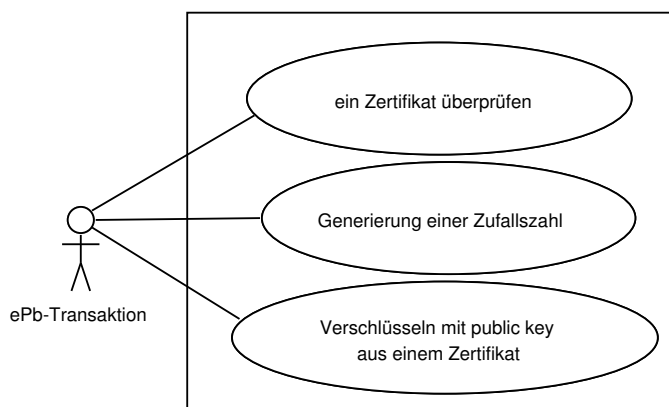 ein Zertifikat überprüfen
Generierung einer Zufallszahl
ePb-Transaktion
Verschlüsseln mit public key
aus einem Zertifikat